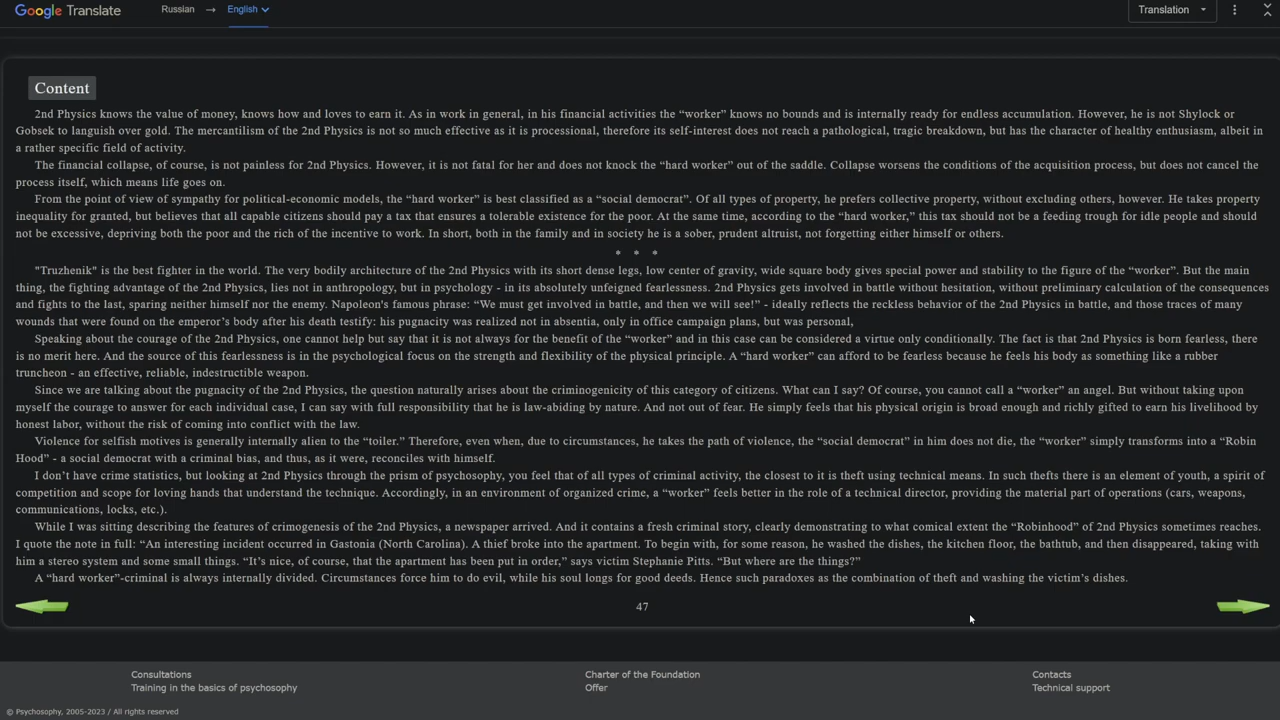 Google Translate
Russian → English
Translation
Content
2nd Physics knows the value of money, knows how and loves to earn it. As in work in general, in his financial activities the “worker” knows no bounds and is internally ready for endless accumulation. However, he is not Shylock or
Gobsek to languish over gold. The mercantilism of the 2nd Physics is not so much effective as it is processional, therefore its self-interest does not reach a pathological, tragic breakdown, but has the character of healthy enthusiasm, albeit in
a rather specific field of activity.
The financial collapse, of course, is not painless for 2nd Physics. However, it is not fatal for her and does not knock the “hard worker” out of the saddle. Collapse worsens the conditions of the acquisition process, but does not cancel the
process itself, which means life goes on.
From the point of view of sympathy for political-economic models, the “hard worker” is best classified as a “social democrat”. Of all types of property, he prefers collective property, without excluding others, however. He takes property
inequality for granted, but believes that all capable citizens should pay a tax that ensures a tolerable existence for the poor. At the same time, according to the “hard worker,” this tax should not be a feeding trough for idle people and should
not be excessive, depriving both the poor and the rich of the incentive to work. In short, both in the family and in society he is a sober, prudent altruist, not forgetting either himself or others.
* * *
"Truzhenik" is the best fighter in the world. The very bodily architecture of the 2nd Physics with its short dense legs, low center of gravity, wide square body gives special power and stability to the figure of the “worker”. But the main
thing, the fighting advantage of the 2nd Physics, lies not in anthropology, but in psychology - in its absolutely unfeigned fearlessness. 2nd Physics gets involved in battle without hesitation, without preliminary calculation of the consequences
and fights to the last, sparing neither himself nor the enemy. Napoleon's famous phrase: “We must get involved in battle, and then we will see!” - ideally reflects the reckless behavior of the 2nd Physics in battle, and those traces of many
wounds that were found on the emperor's body after his death testify: his pugnacity was realized not in absentia, only in office campaign plans, but was personal,
Speaking about the courage of the 2nd Physics, one cannot help but say that it is not always for the benefit of the “worker” and in this case can be considered a virtue only conditionally. The fact is that 2nd Physics is born fearless, there
is no merit here. And the source of this fearlessness is in the psychological focus on the strength and flexibility of the physical principle. A “hard worker” can afford to be fearless because he feels his body as something like a rubber
truncheon - an effective, reliable, indestructible weapon.
Since we are talking about the pugnacity of the 2nd Physics, the question naturally arises about the criminogenicity of this category of citizens. What can I say? Of course, you cannot call a “worker” an angel. But without taking upon
myself the courage to answer for each individual case, I can say with full responsibility that he is law-abiding by nature. And not out of fear. He simply feels that his physical origin is broad enough and richly gifted to earn his livelihood by
honest labor, without the risk of coming into conflict with the law.
Violence for selfish motives is generally internally alien to the “toiler.” Therefore, even when, due to circumstances, he takes the path of violence, the “social democrat” in him does not die, the “worker” simply transforms into a “Robin
Hood” - a social democrat with a criminal bias, and thus, as it were, reconciles with himself.
I don’t have crime statistics, but looking at 2nd Physics through the prism of psychosophy, you feel that of all types of criminal activity, the closest to it is theft using technical means. In such thefts there is an element of youth, a spirit of
competition and scope for loving hands that understand the technique. Accordingly, in an environment of organized crime, a “worker” feels better in the role of a technical director, providing the material part of operations (cars, weapons,
communications, locks, etc.).
While I was sitting describing the features of crimogenesis of the 2nd Physics, a newspaper arrived. And it contains a fresh criminal story, clearly demonstrating to what comical extent the “Robinhood” of 2nd Physics sometimes reaches.
I quote the note in full: “An interesting incident occurred in Gastonia (North Carolina). A thief broke into the apartment. To begin with, for some reason, he washed the dishes, the kitchen floor, the bathtub, and then disappeared, taking with
him a stereo system and some small things. “It’s nice, of course, that the apartment has been put in order,” says victim Stephanie Pitts. “But where are the things?”
A “hard worker”-criminal is always internally divided. Circumstances force him to do evil, while his soul longs for good deeds. Hence such paradoxes as the combination of theft and washing the victim’s dishes.
47
Consultations
Training in the basics of psychosophy
Charter of the Foundation
Offer
Contacts
Technical support
© Psychosophy, 2005-2023 / All rights reserved